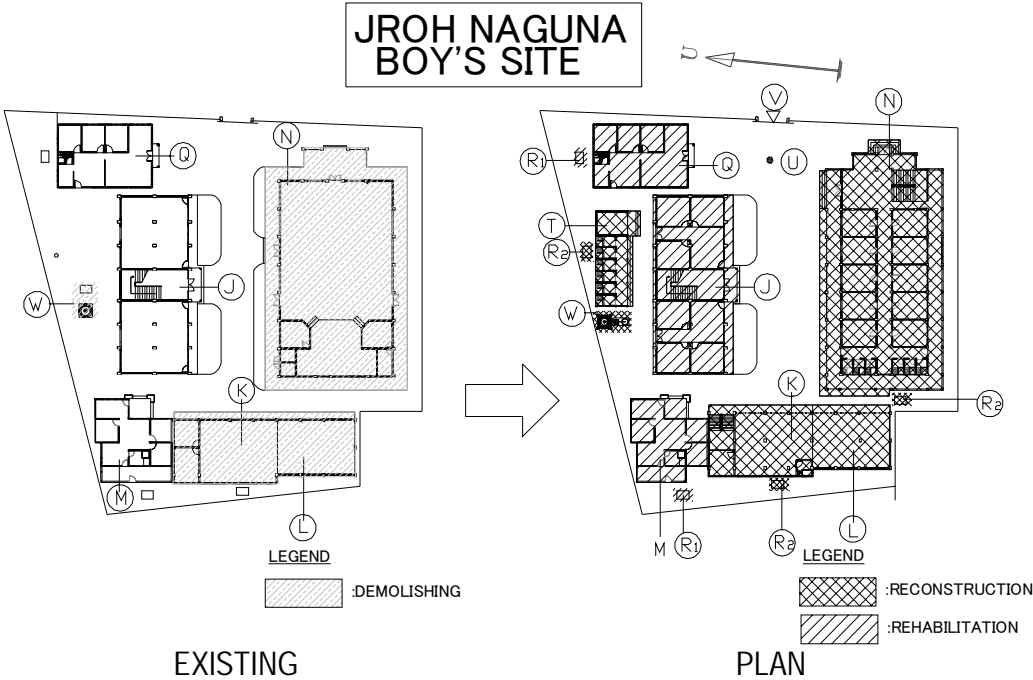 JROH NAGUNA
BOY'S SITE
U
N
Q
J
W
K
M
L
LEGEND
:DEMOLISHING
EXISTING
V
N
R1
Q
U
T
R2
J
W
K
R2
M
R1
R2
L
LEGEND
:RECONSTRUCTION
:REHABILITATION
PLAN